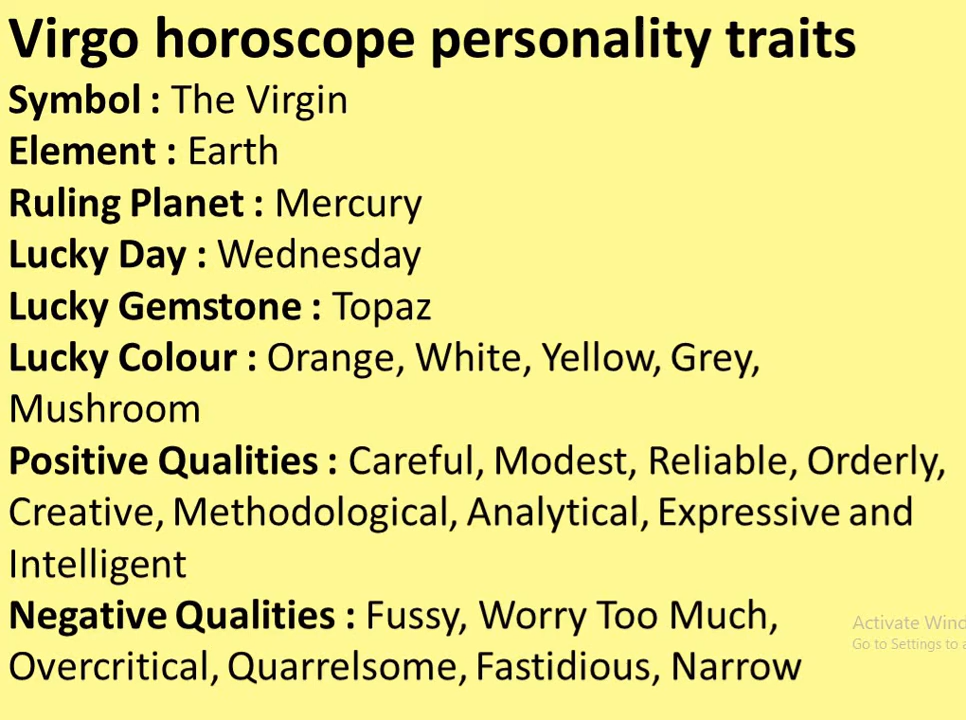 Virgo horoscope personality traits
Symbol : The Virgin
Element : Earth
Ruling Planet : Mercury
Lucky Day : Wednesday
Lucky Gemstone : Topaz
Lucky Colour : Orange, White, Yellow, Grey,
Mushroom
Positive Qualities : Careful, Modest, Reliable, Orderly,
Creative, Methodological, Analytical, Expressive and
Intelligent
Negative Qualities : Fussy, Worry Too Much,
Overcritical, Quarrelsome, Fastidious, Narrow
Activate Wind
Go to Settings to a